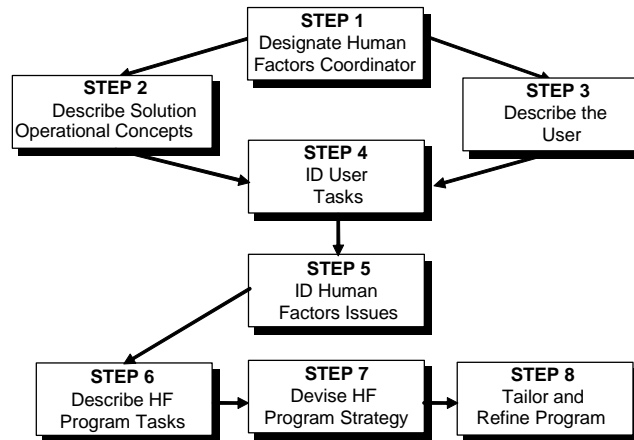 STEP 1
Designate Human
Factors Coordinator
STEP 2
Describe Solution
Operational Concepts
STEP 3
Describe the
User
STEP 4
ID User
Tasks
STEP 5
ID Human
Factors Issues
STEP 6
Describe HF
Program Tasks
STEP 7
Devise HF
Program Strategy
STEP 8
Tailor and
Refine Program